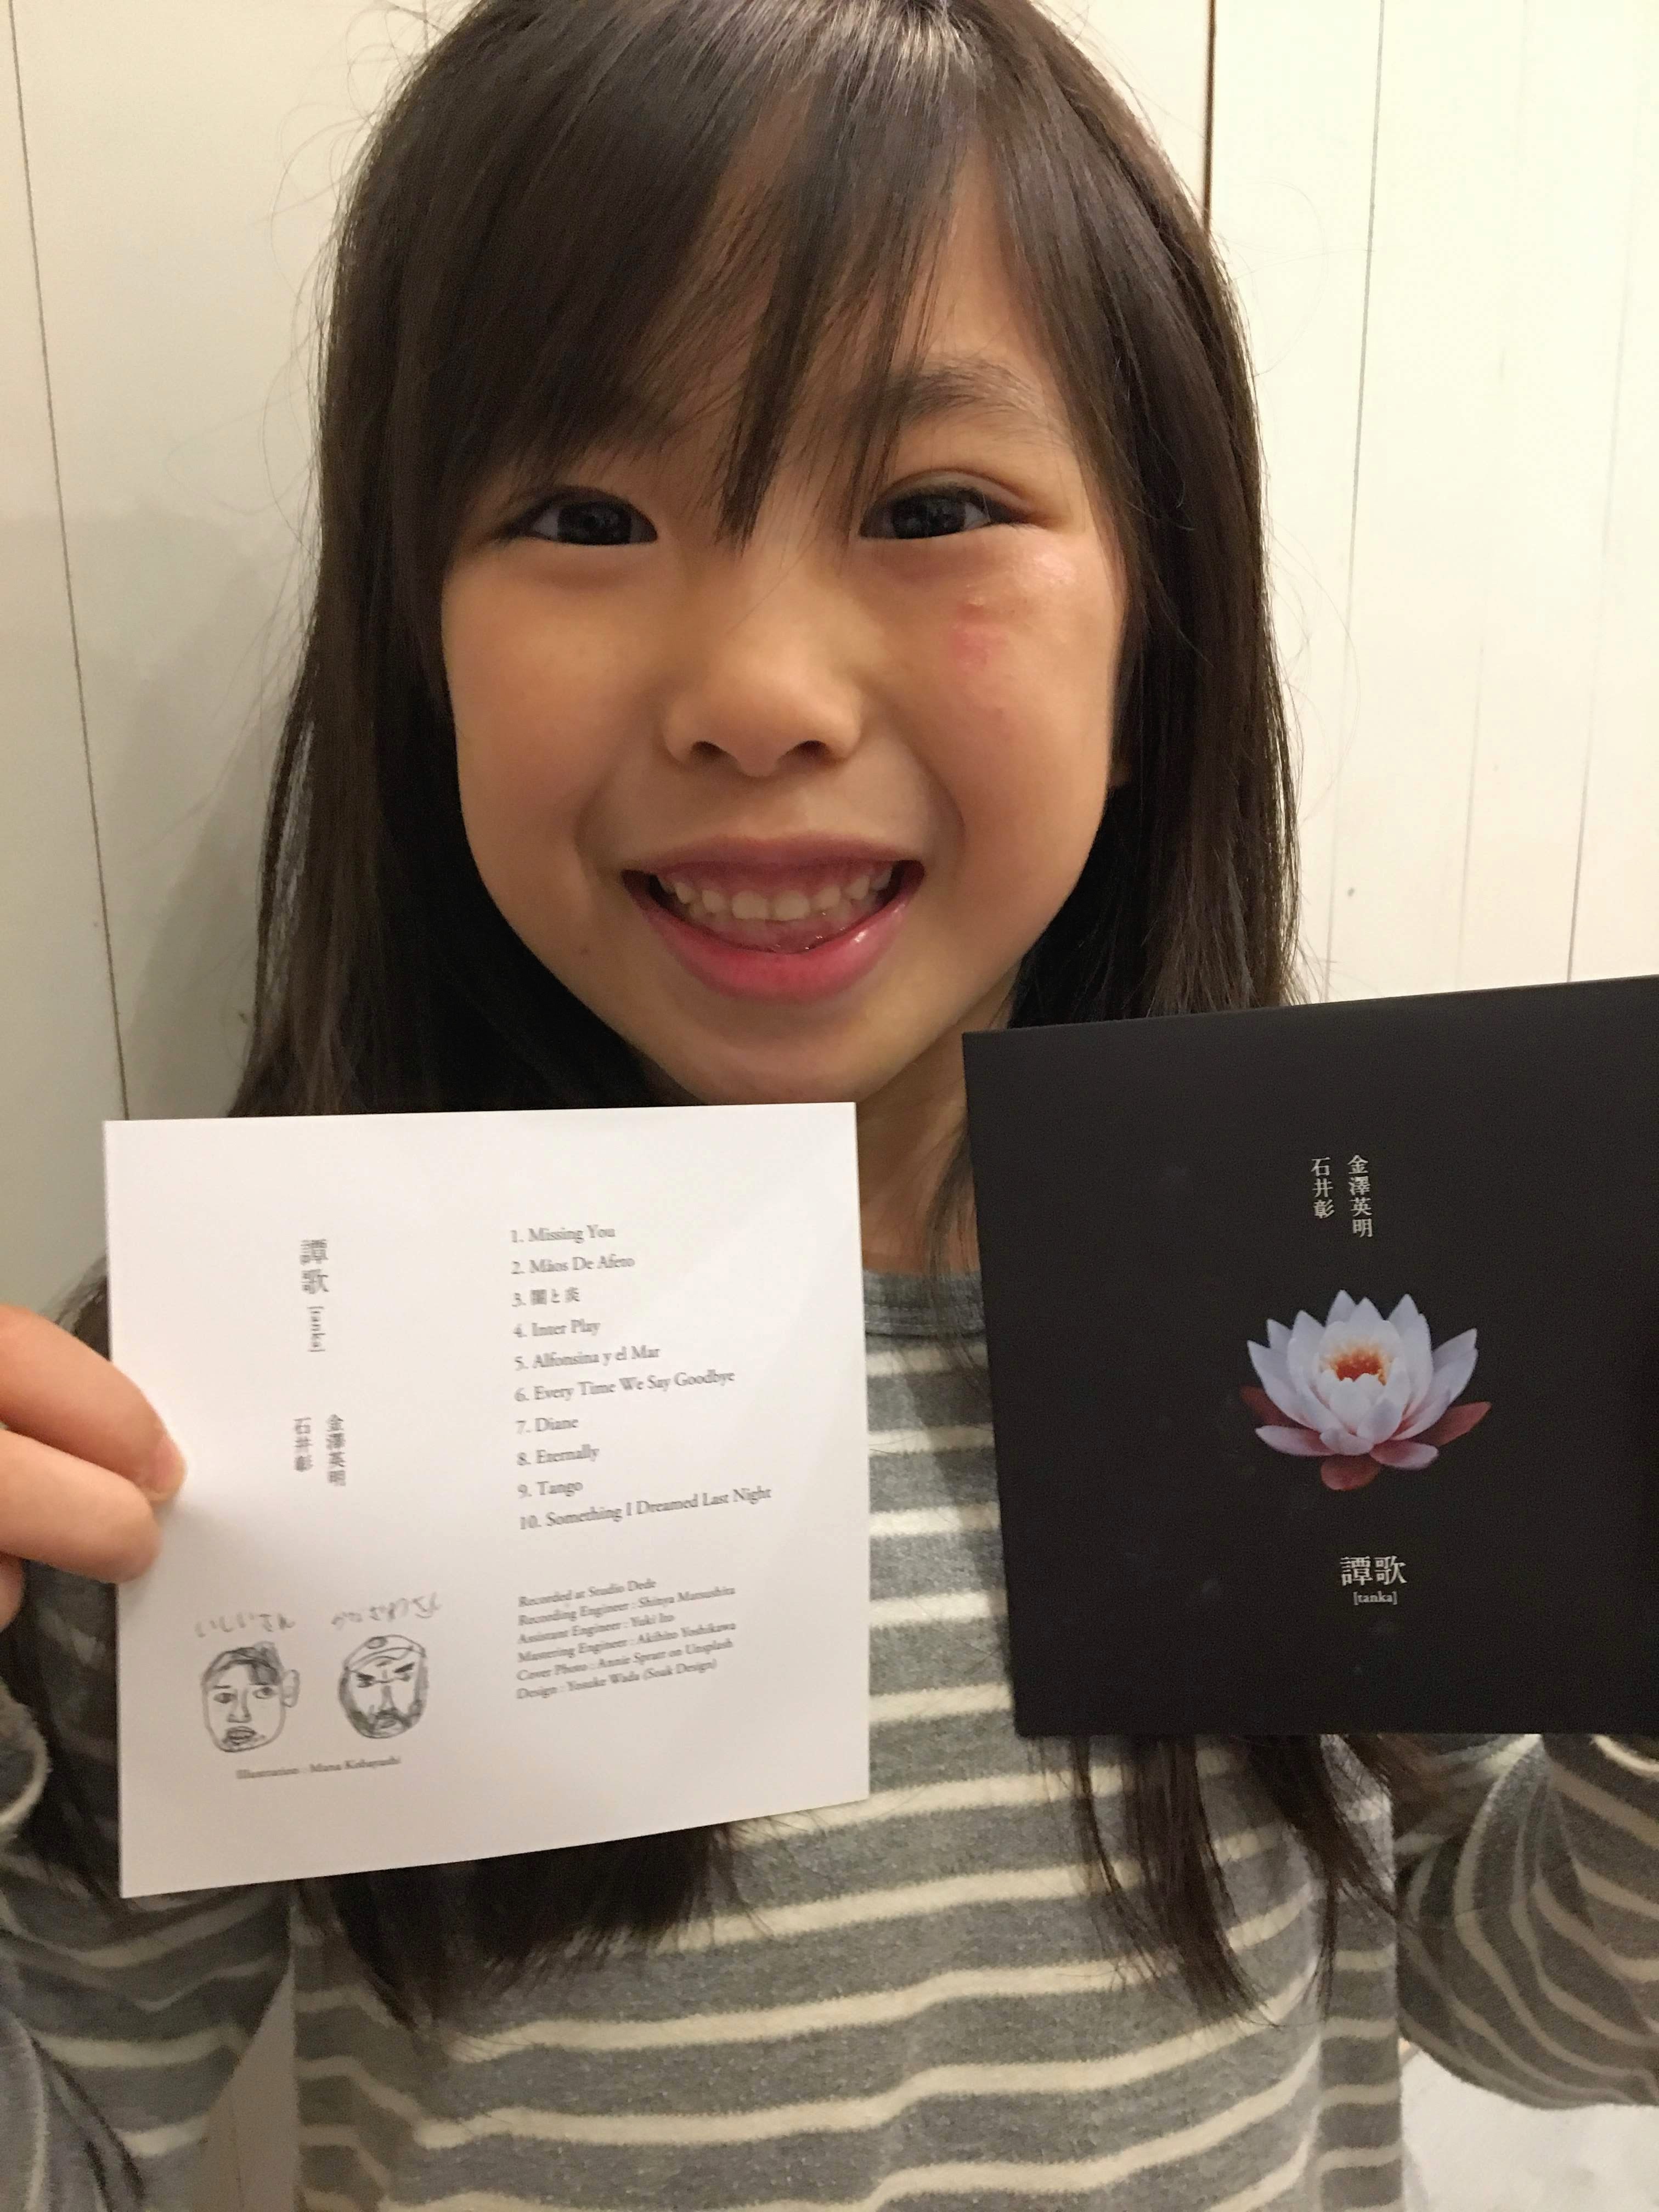 譚歌
[tanka]
金澤英明
石井彰
1. Missing You
2. Mãos De Afeto
3. 闇と炎
4. Inner Play
5. Alfonsina y el Mar
6. Every Time We Say Goodbye
7. Diane
8. Eternally
9. Tango
10. Something I Dreamed Last Night
Recorded at Studio Dede
Recording Engineer : Shinya Matsushita
Assistant Engineer : Yuki Ito
Mastering Engineer : Akihito Yoshikawa
Cover Photo : Annie Spratt on Unsplash
Design : Yosuke Wada (Soak Design)
いしいさん
かなざわさん
Illustration : Mana Kobayashi
金澤英明
石井彰
譚歌
[tanka]